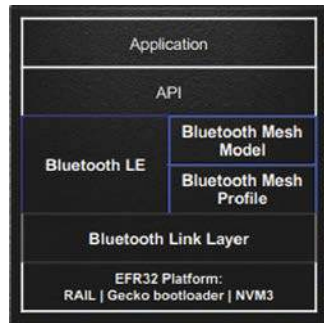 Application
API
Bluetooth LE
Bluetooth Mesh
Model
Bluetooth Mesh
Profile
Bluetooth Link Layer
EFR32 Platform:
RAIL | Gecko bootloader | NVM3